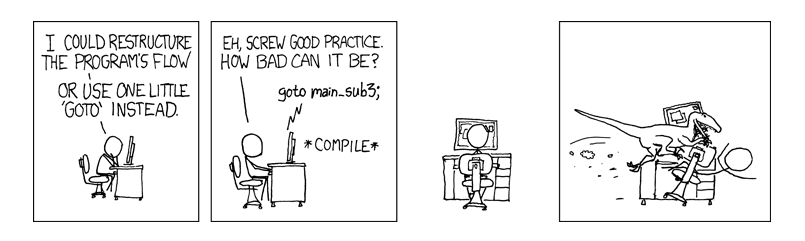 I COULD RESTRUCTURE
THE PROGRAM'S FLOW
OR USE ONE LITTLE
'GOTO' INSTEAD.
EH, SCREW GOOD PRACTICE.
HOW BAD CAN IT BE?
goto main_sub3;
*COMPILE*